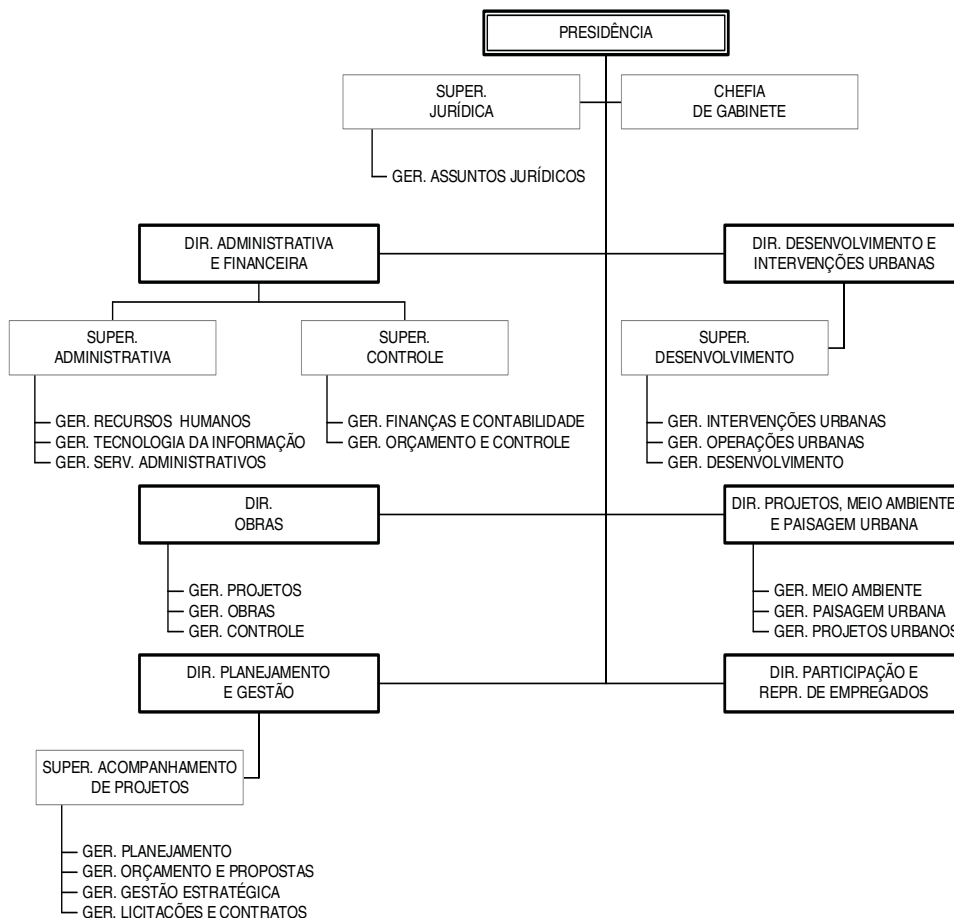 PRESIDÊNCIA
SUPER.
JURÍDICA
CHEFIA
DE GABINETE
GER. ASSUNTOS JURÍDICOS
DIR. ADMINISTRATIVA
E FINANCEIRA
DIR. DESENVOLVIMENTO E
INTERVENÇÕES URBANAS
SUPER.
ADMINISTRATIVA
SUPER.
CONTROLE
SUPER.
DESENVOLVIMENTO
GER. RECURSOS HUMANOS
GER. TECNOLOGIA DA INFORMAÇÃO
GER. SERV. ADMINISTRATIVOS
GER. FINANÇAS E CONTABILIDADE
GER. ORÇAMENTO E CONTROLE
GER. INTERVENÇÕES URBANAS
GER. OPERAÇÕES URBANAS
GER. DESENVOLVIMENTO
DIR.
OBRAS
DIR. PROJETOS, MEIO AMBIENTE
E PAISAGEM URBANA
GER. PROJETOS
GER. OBRAS
GER. CONTROLE
GER. MEIO AMBIENTE
GER. PAISAGEM URBANA
GER. PROJETOS URBANOS
DIR. PLANEJAMENTO
E GESTÃO
DIR. PARTICIPAÇÃO E
REPR. DE EMPREGADOS
SUPER. ACOMPANHAMENTO
DE PROJETOS
GER. PLANEJAMENTO
GER. ORÇAMENTO E PROPOSTAS
GER. GESTÃO ESTRATÉGICA
GER. LICITAÇÕES E CONTRATOS